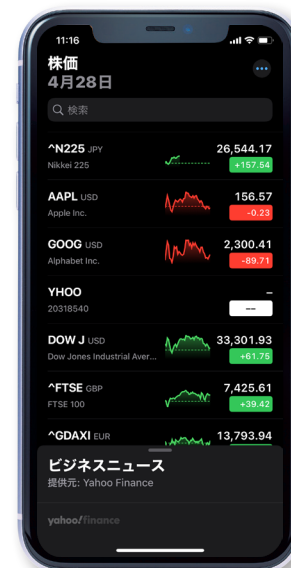 11:16
株価
4月28日
検索
^N225 JPY 26,544.17
Nikkei 225 +157.54
AAPL USD 156.57
Apple Inc. -0.23
GOOG USD 2,300.41
Alphabet Inc. -89.71
YHOO –
20318540 --
DOW J USD 33,301.93
Dow Jones Industrial Aver... +61.75
^FTSE GBP 7,425.61
FTSE 100 +39.42
^GDAXI EUR 13,793.94
ビジネスニュース
提供元: Yahoo Finance
yahoo!finance